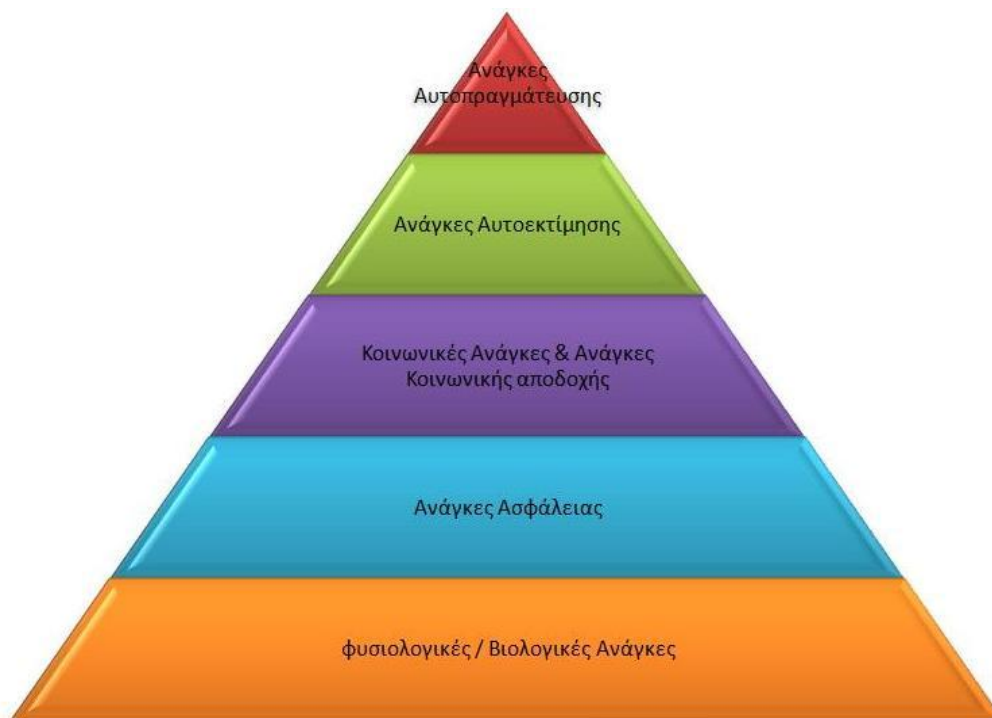 Ανάγκες
Αυτοπραγμάτευσης
Ανάγκες Αυτοεκτίμησης
Κοινωνικές Ανάγκες & Ανάγκες
Κοινωνικής αποδοχής
Ανάγκες Ασφάλειας
φυσιολογικές / Βιολογικές Ανάγκες